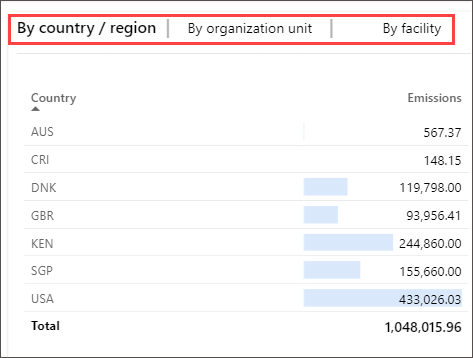 By country / region | By organization unit | By facility
Country Emissions
AUS 567.37
CRI 148.15
DNK 119,798.00
GBR 93,956.41
KEN 244,860.00
SGP 155,660.00
USA 433,026.03
Total 1,048,015.96